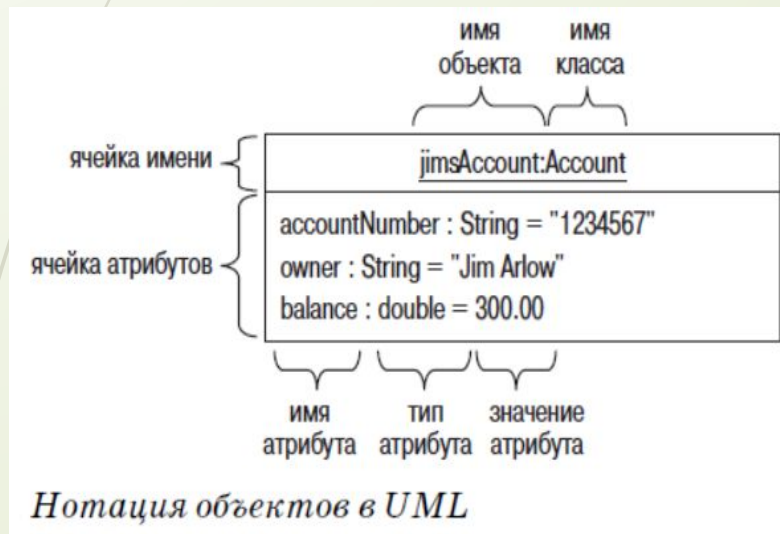 имя
объекта
имя
класса
ячейка имени
jimsAccount:Account
ячейка атрибутов
accountNumber : String = "1234567"
owner : String = "Jim Arlow"
balance : double = 300.00
имя
атрибута
тип
атрибута
значение
атрибута
Нотация объектов в UML